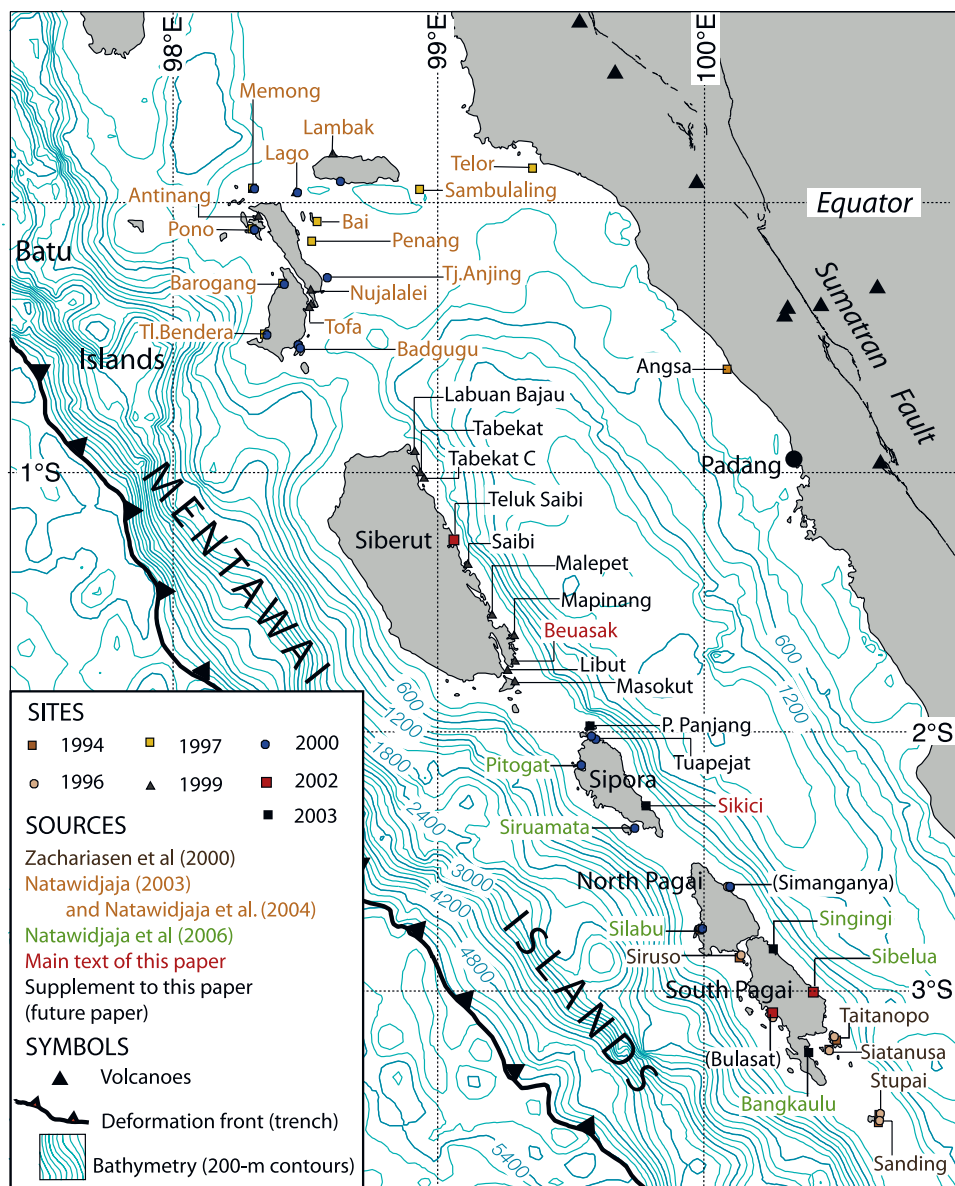 98°E
99°E
100°E
Memong
Lambak
Lago
Telor
Sambulaling
Antinang
Equator
Pono
Bai
Batu
Penang
Tj.Anjing
Barogang
Nujalalei
Sumatran
Tl.Bendera
Tofa
Islands
Badgugu
Angsa
Fault
Labuan Bajau
Tabekat
Padang
1°S
Tabekat C
MENTAWAI
Teluk Saibi
Siberut
Saibi
Malepet
Mapinang
Beuasak
600
1200
Libut
Masokut
600
1200
1800
2400
3000
4200
4800
5400
P. Panjang
2°S
Tuapejat
Pitogat
Sipora
Sikici
Siruamata
North Pagai
(Simanganya)
ISLANDS
Silabu
Singingi
Siruso
Sibelua
South Pagai
3°S
Taitanopo
(Bulasat)
Siatanusa
Stupai
Bangkaulu
Sanding
SITES
1994
1997
2000
1996
1999
2002
2003
SOURCES
Zachariasen et al (2000)
Natawidjaja (2003)
and Natawidjaja et al. (2004)
Natawidjaja et al (2006)
Main text of this paper
Supplement to this paper
(future paper)
SYMBOLS
Volcanoes
Deformation front (trench)
Bathymetry (200-m contours)